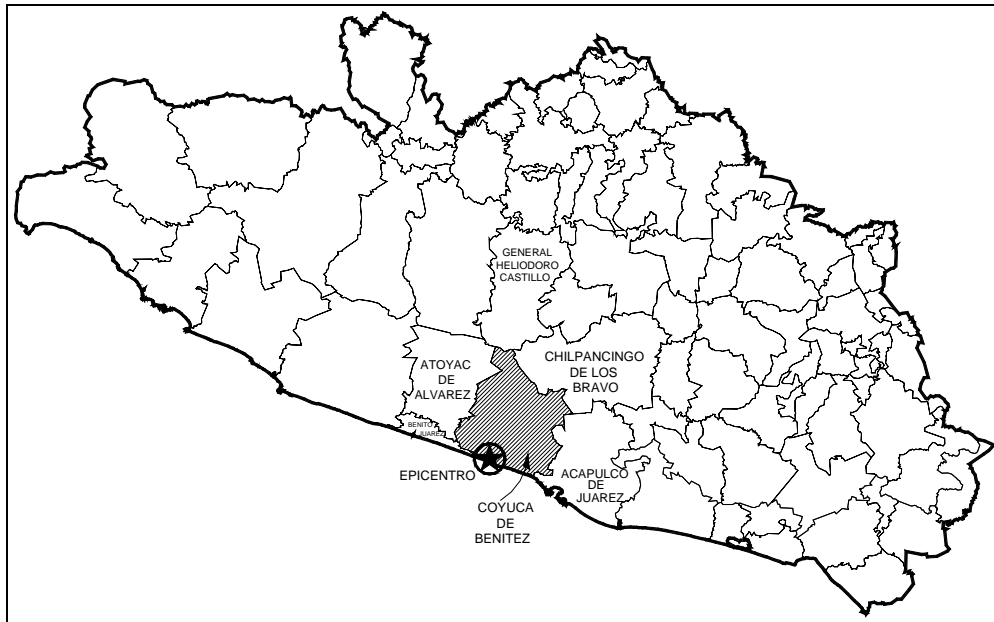 GENERAL
HELIODORO
CASTILLO
CHILPANCINGO
DE LOS
BRAVO
ATOYAC
DE
ALVAREZ
BENITO
JUAREZ
EPICENTRO
ACAPULCO
DE
JUAREZ
COYUCA
DE
BENITEZ